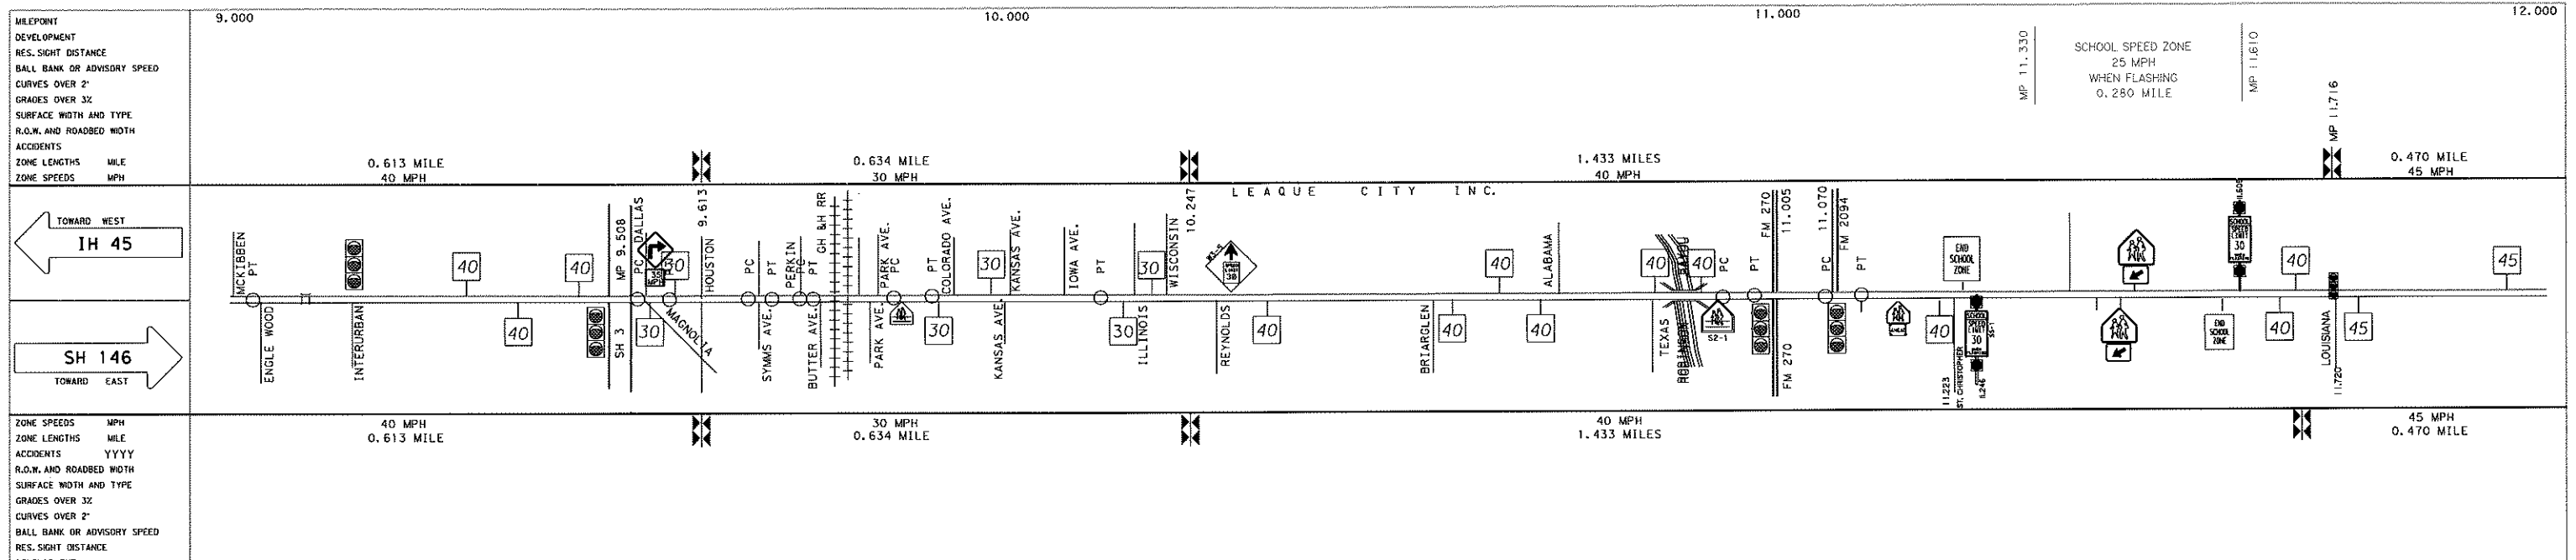 MILEPOINT 9.000 10.000 11.000 12.000
DEVELOPMENT
RES. SIGHT DISTANCE
BALL BANK OR ADVISORY SPEED
CURVES OVER 2°
GRADES OVER 3%
SURFACE WIDTH AND TYPE
R.O.W. AND ROADBED WIDTH
ACCIDENTS
ZONE LENGTHS MILE
ZONE SPEEDS MPH
MP 11.330
SCHOOL SPEED ZONE
25 MPH
WHEN FLASHING
0.280 MILE
MP 11.610
MP 11.716
0.613 MILE
40 MPH
0.634 MILE
30 MPH
1.433 MILES
40 MPH
0.470 MILE
45 MPH
LEAQUE CITY INC.
TOWARD WEST
IH 45
SH 146
TOWARD EAST
MCKIBBEN
PT
40
40
MP 9.508
PC
DALLAS
30
HOUSTON
9.613
PC
PT
PERKIN
PC
PT
GH &H RR
PARK AVE.
PC
PT
COLORADO AVE.
30
KANSAS AVE.
IOWA AVE.
PT
30
WISCONSIN
10.247
W3-5
40
ALABAMA
40
40
PC
PT
FM 270
11.005
PC
11.070
FM 2094
PT
END
SCHOOL
ZONE
SCHOOL
SPEED
LIMIT
30
40
45
ENGLE WOOD
INTERURBAN
40
SH 3
30
MAGNOLIA
SYMMS AVE.
BUTTER AVE.
PARK AVE.
30
KANSAS AVE.
30
ILLINOIS
REYNOLDS
40
BRIARGLEN
40
40
TEXAS
S2-1
FM 270
40
11.223
ST. CHRISTOPHER
SCHOOL
SPEED
LIMIT
30
11.246
END
SCHOOL
ZONE
40
LOUISIANA
11.720
45
ZONE SPEEDS MPH
ZONE LENGTHS MILE
ACCIDENTS YYYY
R.O.W. AND ROADBED WIDTH
SURFACE WIDTH AND TYPE
GRADES OVER 3%
CURVES OVER 2°
BALL BANK OR ADVISORY SPEED
RES. SIGHT DISTANCE
40 MPH
0.613 MILE
30 MPH
0.634 MILE
40 MPH
1.433 MILES
45 MPH
0.470 MILE